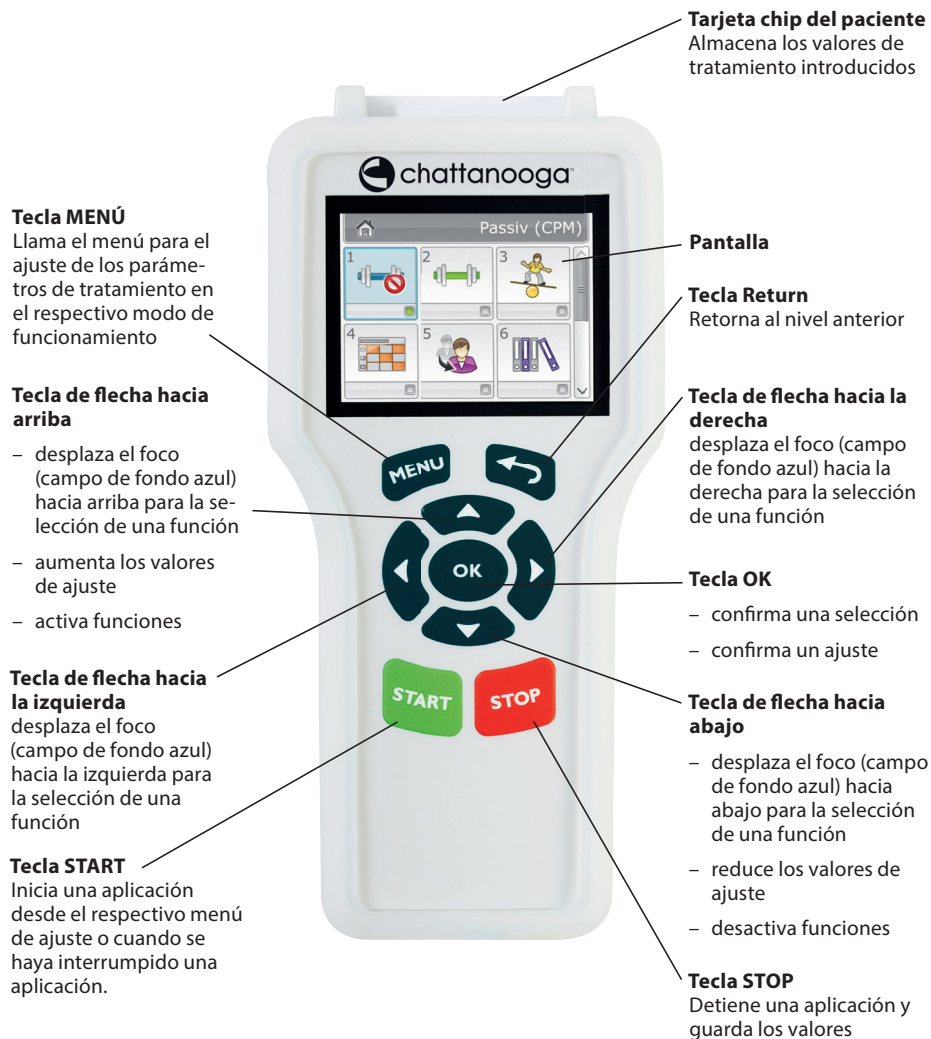 Tarjeta chip del paciente
Almacena los valores de
tratamiento introducidos
chattanooga
Passiv (CPM)
1
2
3
4
5
6
Tecla MENÚ
Llama el menú para el
ajuste de los paráme-
tros de tratamiento en
el respectivo modo de
funcionamiento
Tecla de flecha hacia
arriba
– desplaza el foco
(campo de fondo azul)
hacia arriba para la se-
lección de una función
– aumenta los valores
de ajuste
– activa funciones
Tecla de flecha hacia
la izquierda
desplaza el foco
(campo de fondo azul)
hacia la izquierda para
la selección de una
función
Tecla START
Inicia una aplicación
desde el respectivo menú
de ajuste o cuando se
haya interrumpido una
aplicación.
MENU
OK
START
STOP
Pantalla
Tecla Return
Retorna al nivel anterior
Tecla de flecha hacia la
derecha
desplaza el foco (campo
de fondo azul) hacia la
derecha para la selección
de una función
Tecla OK
– confirma una selección
– confirma un ajuste
Tecla de flecha hacia
abajo
– desplaza el foco (campo
de fondo azul) hacia
abajo para la selección
de una función
– reduce los valores de
ajuste
– desactiva funciones
Tecla STOP
Detiene una aplicación y
guarda los valores